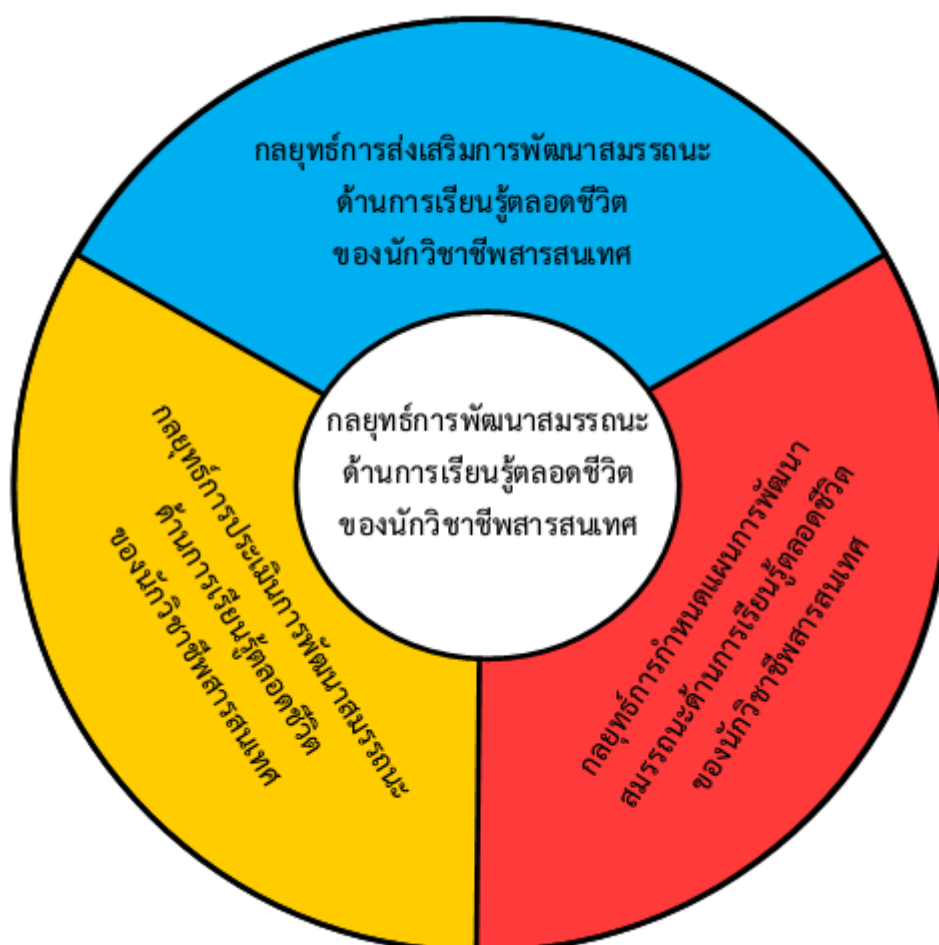 กลยุทธ์การส่งเสริมการพัฒนาสมรรถนะ
ด้านการเรียนรู้ตลอดชีวิต
ของนักวิชาชีพสารสนเทศ
กลยุทธ์การพัฒนาสมรรถนะ
ด้านการเรียนรู้ตลอดชีวิต
ของนักวิชาชีพสารสนเทศ
กลยุทธ์การประเมินการพัฒนาสมรรถนะ
ด้านการเรียนรู้ตลอดชีวิต
ของนักวิชาชีพสารสนเทศ
กลยุทธ์การกำหนดแผนการพัฒนา
สมรรถนะด้านการเรียนรู้ตลอดชีวิต
ของนักวิชาชีพสารสนเทศ